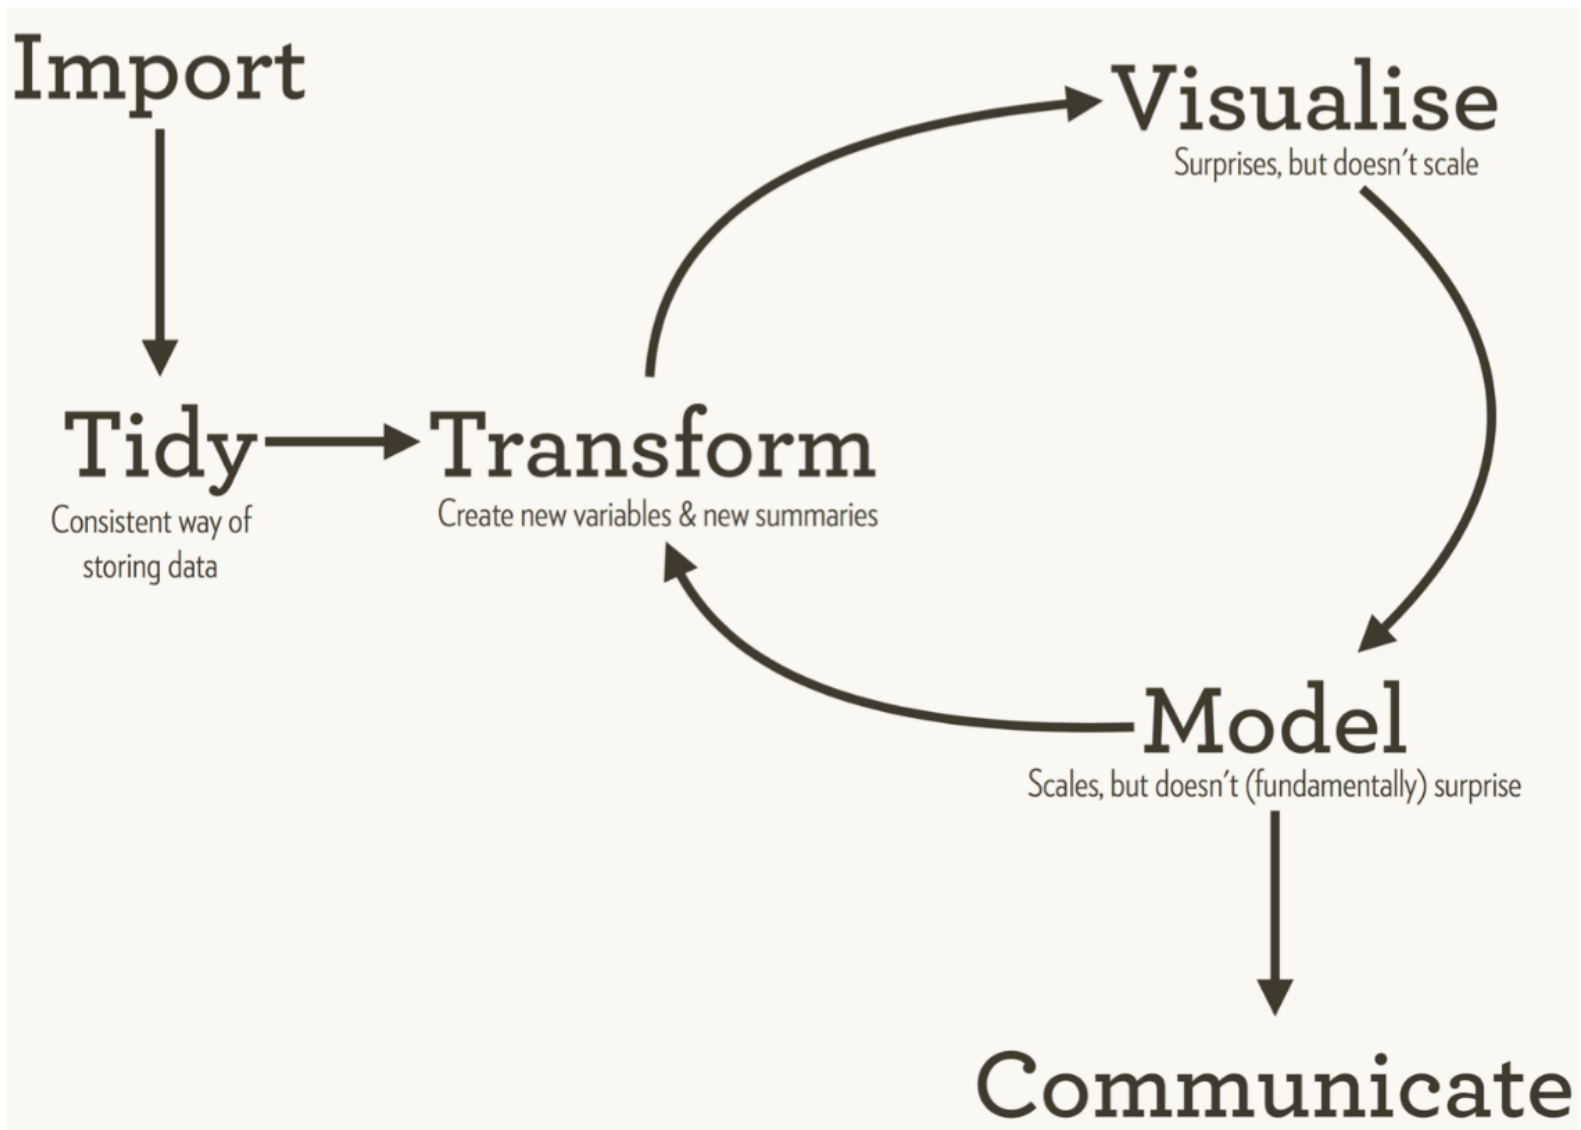 Import
Visualise
Surprises, but doesn't scale
Tidy
Consistent way of
storing data
Transform
Create new variables & new summaries
Model
Scales, but doesn't (fundamentally) surprise
Communicate